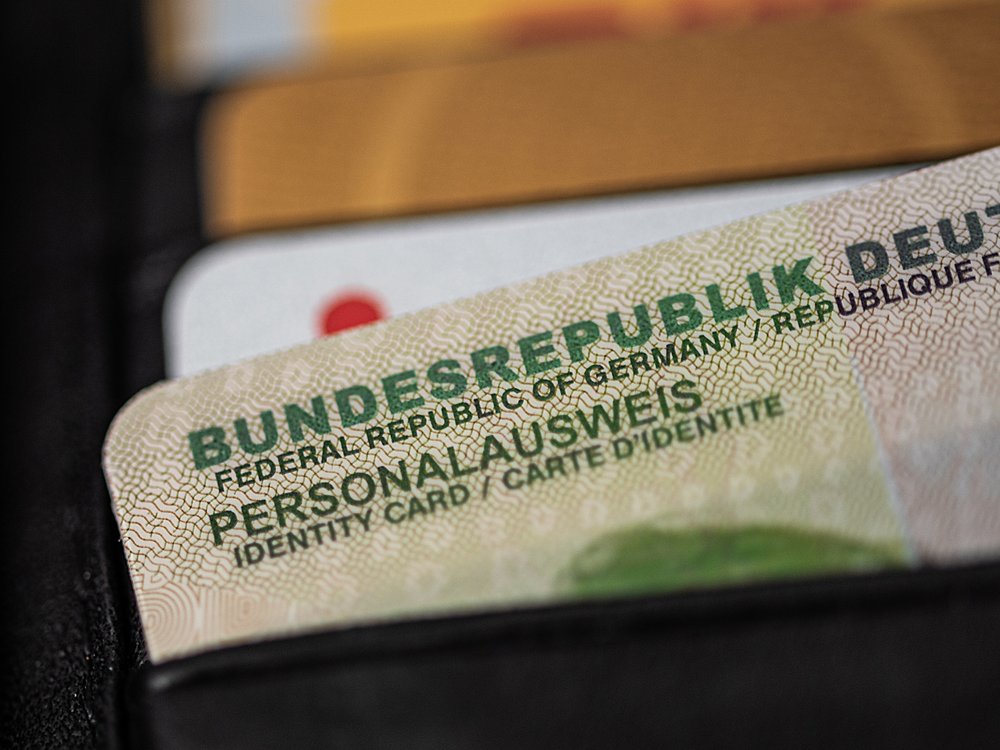 BUNDESREPUBLIK DEUT
FEDERAL REPUBLIC OF GERMANY / REPUBLIQUE F
PERSONALAUSWEIS
IDENTITY CARD / CARTE D'IDENTITE